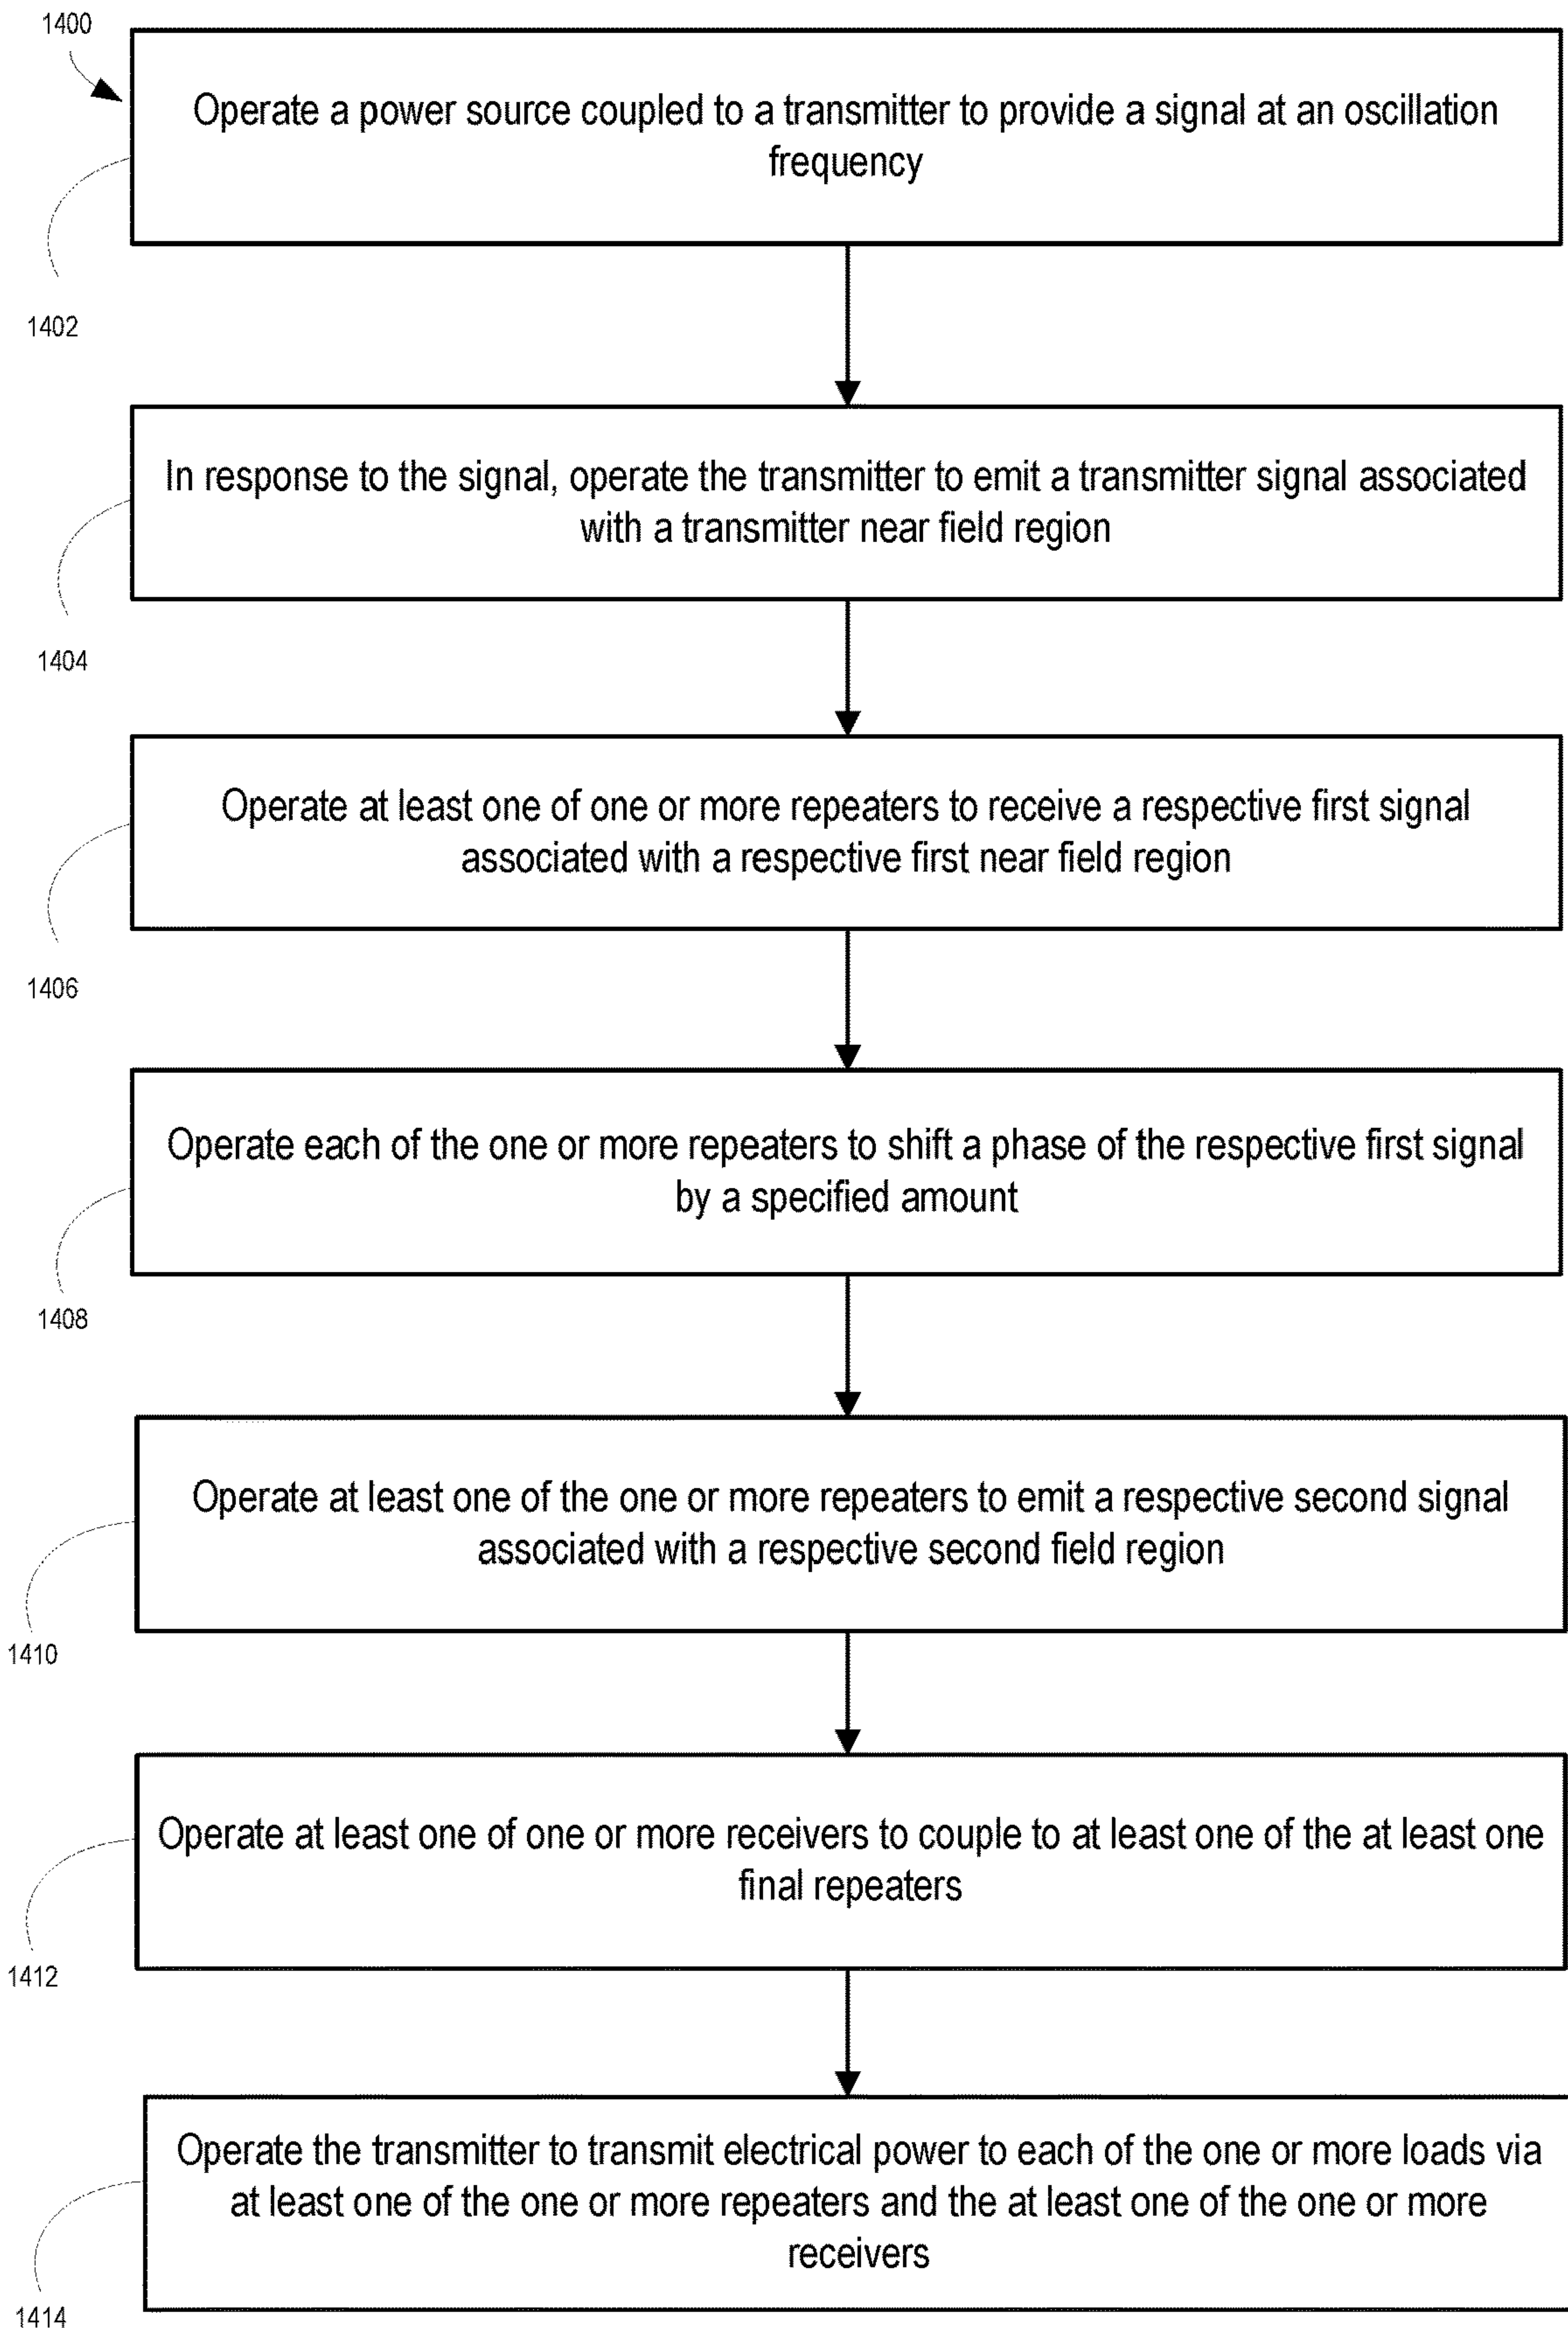 1400
Operate a power source coupled to a transmitter to provide a signal at an oscillation
frequency
1402
In response to the signal, operate the transmitter to emit a transmitter signal associated
with a transmitter near field region
1404
Operate at least one of one or more repeaters to receive a respective first signal
associated with a respective first near field region
1406
Operate each of the one or more repeaters to shift a phase of the respective first signal
by a specified amount
1408
Operate at least one of the one or more repeaters to emit a respective second signal
associated with a respective second field region
1410
Operate at least one of one or more receivers to couple to at least one of the at least one
final repeaters
1412
Operate the transmitter to transmit electrical power to each of the one or more loads via
at least one of the one or more repeaters and the at least one of the one or more
receivers
1414